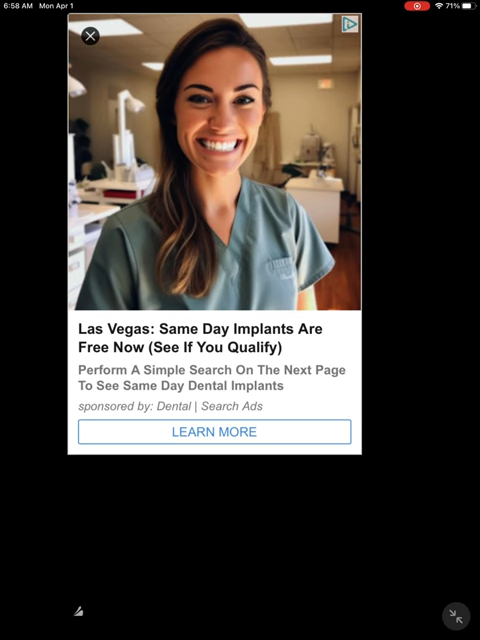 6:58 AM Mon Apr 1
71%
Las Vegas: Same Day Implants Are
Free Now (See If You Qualify)
Perform A Simple Search On The Next Page
To See Same Day Dental Implants
sponsored by: Dental | Search Ads
LEARN MORE